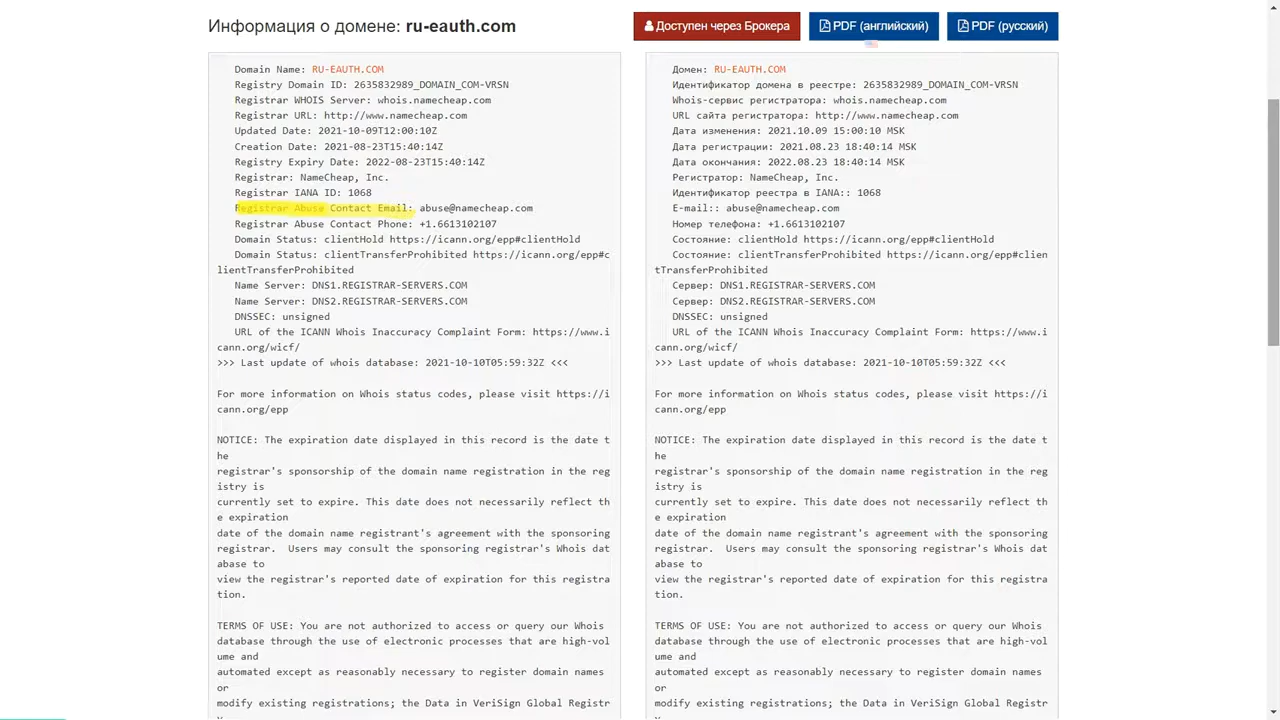 Информация о домене: ru-eauth.com
Доступен через Брокера
PDF (английский)
PDF (русский)
Domain Name: RU-EAUTH.COM
Registry Domain ID: 2635832989_DOMAIN_COM-VRSN
Registrar WHOIS Server: whois.namecheap.com
Registrar URL: http://www.namecheap.com
Updated Date: 2021-10-09T12:00:10Z
Creation Date: 2021-08-23T15:40:14Z
Registry Expiry Date: 2022-08-23T15:40:14Z
Registrar: NameCheap, Inc.
Registrar IANA ID: 1068
Registrar Abuse Contact Email: abuse@namecheap.com
Registrar Abuse Contact Phone: +1.6613102107
Domain Status: clientHold https://icann.org/epp#clientHold
Domain Status: clientTransferProhibited https://icann.org/epp#c
lientTransferProhibited
Name Server: DNS1.REGISTRAR-SERVERS.COM
Name Server: DNS2.REGISTRAR-SERVERS.COM
DNSSEC: unsigned
URL of the ICANN Whois Inaccuracy Complaint Form: https://www.i
cann.org/wicf/
>>> Last update of whois database: 2021-10-10T05:59:32Z <<<
For more information on Whois status codes, please visit https://i
cann.org/epp
NOTICE: The expiration date displayed in this record is the date t
he
registrar's sponsorship of the domain name registration in the reg
istry is
currently set to expire. This date does not necessarily reflect th
e expiration
date of the domain name registrant's agreement with the sponsoring
registrar.  Users may consult the sponsoring registrar's Whois dat
abase to
view the registrar's reported date of expiration for this registra
tion.
TERMS OF USE: You are not authorized to access or query our Whois
database through the use of electronic processes that are high-vol
ume and
automated except as reasonably necessary to register domain names
or
modify existing registrations; the Data in VeriSign Global Registr
y
Домен: RU-EAUTH.COM
Идентификатор домена в реестре: 2635832989_DOMAIN_COM-VRSN
Whois-сервис регистратора: whois.namecheap.com
URL сайта регистратора: http://www.namecheap.com
Дата изменения: 2021.10.09 15:00:10 MSK
Дата регистрации: 2021.08.23 18:40:14 MSK
Дата окончания: 2022.08.23 18:40:14 MSK
Регистратор: NameCheap, Inc.
Идентификатор реестра в IANA:: 1068
E-mail:: abuse@namecheap.com
Номер телефона: +1.6613102107
Состояние: clientHold https://icann.org/epp#clientHold
Состояние: clientTransferProhibited https://icann.org/epp#clien
tTransferProhibited
Сервер: DNS1.REGISTRAR-SERVERS.COM
Сервер: DNS2.REGISTRAR-SERVERS.COM
DNSSEC: unsigned
URL of the ICANN Whois Inaccuracy Complaint Form: https://www.i
cann.org/wicf/
>>> Last update of whois database: 2021-10-10T05:59:32Z <<<
For more information on Whois status codes, please visit https://i
cann.org/epp
NOTICE: The expiration date displayed in this record is the date t
he
registrar's sponsorship of the domain name registration in the reg
istry is
currently set to expire. This date does not necessarily reflect th
e expiration
date of the domain name registrant's agreement with the sponsoring
registrar.  Users may consult the sponsoring registrar's Whois dat
abase to
view the registrar's reported date of expiration for this registra
tion.
TERMS OF USE: You are not authorized to access or query our Whois
database through the use of electronic processes that are high-vol
ume and
automated except as reasonably necessary to register domain names
or
modify existing registrations; the Data in VeriSign Global Registr
y